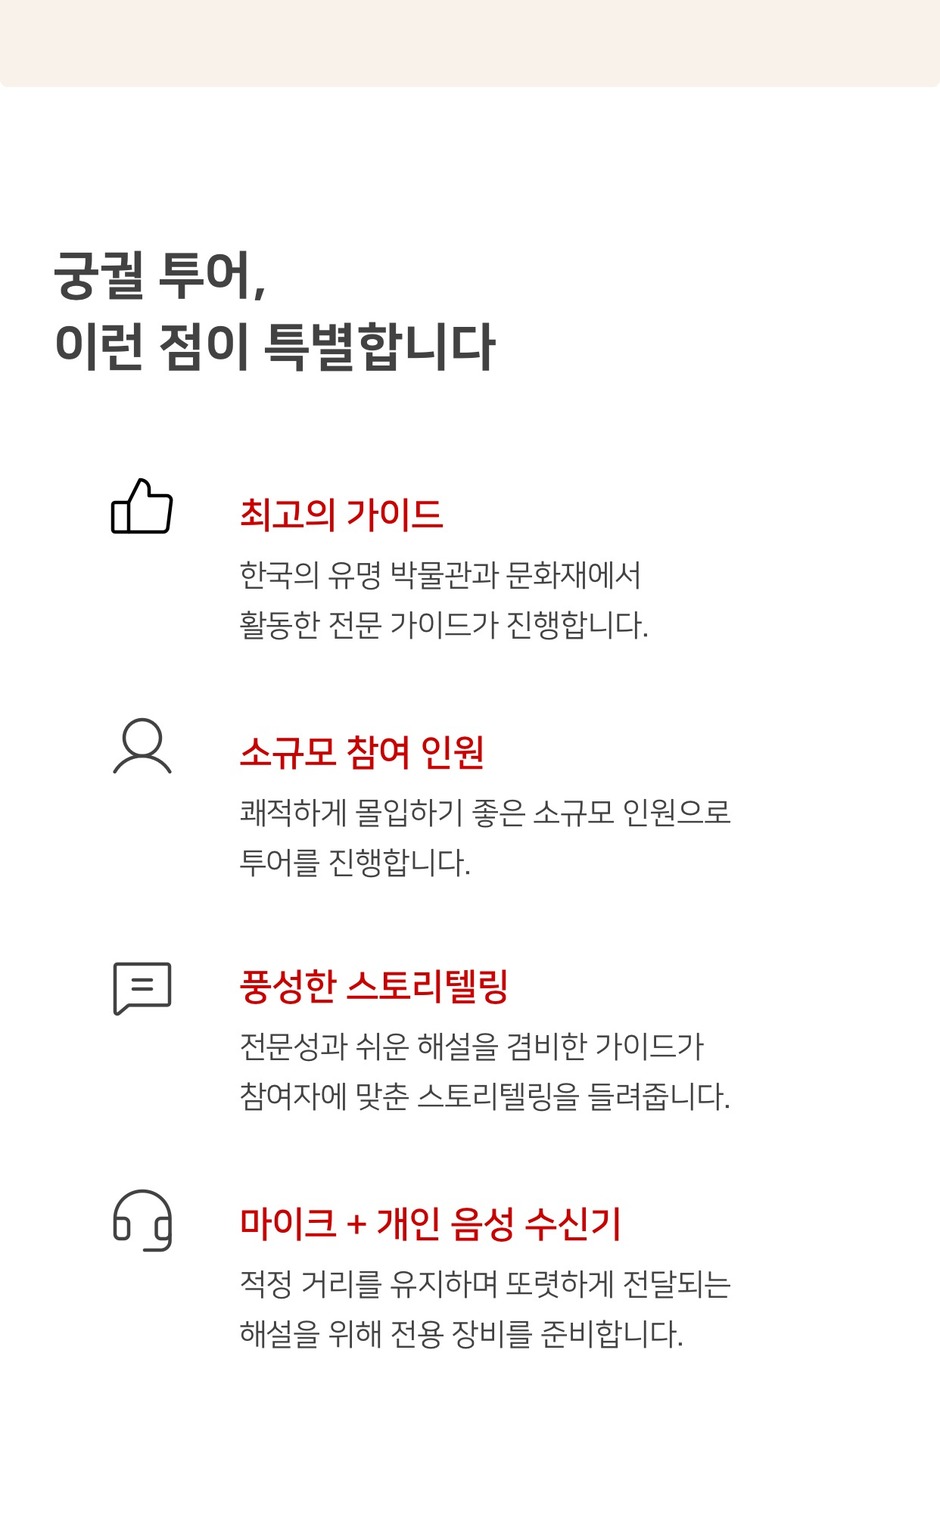 궁궐 투어,
이런 점이 특별합니다
최고의 가이드
한국의 유명 박물관과 문화재에서
활동한 전문 가이드가 진행합니다.
소규모 참여 인원
쾌적하게 몰입하기 좋은 소규모 인원으로
투어를 진행합니다.
풍성한 스토리텔링
전문성과 쉬운 해설을 겸비한 가이드가
참여자에 맞춘 스토리텔링을 들려줍니다.
마이크 + 개인 음성 수신기
적정 거리를 유지하며 또렷하게 전달되는
해설을 위해 전용 장비를 준비합니다.